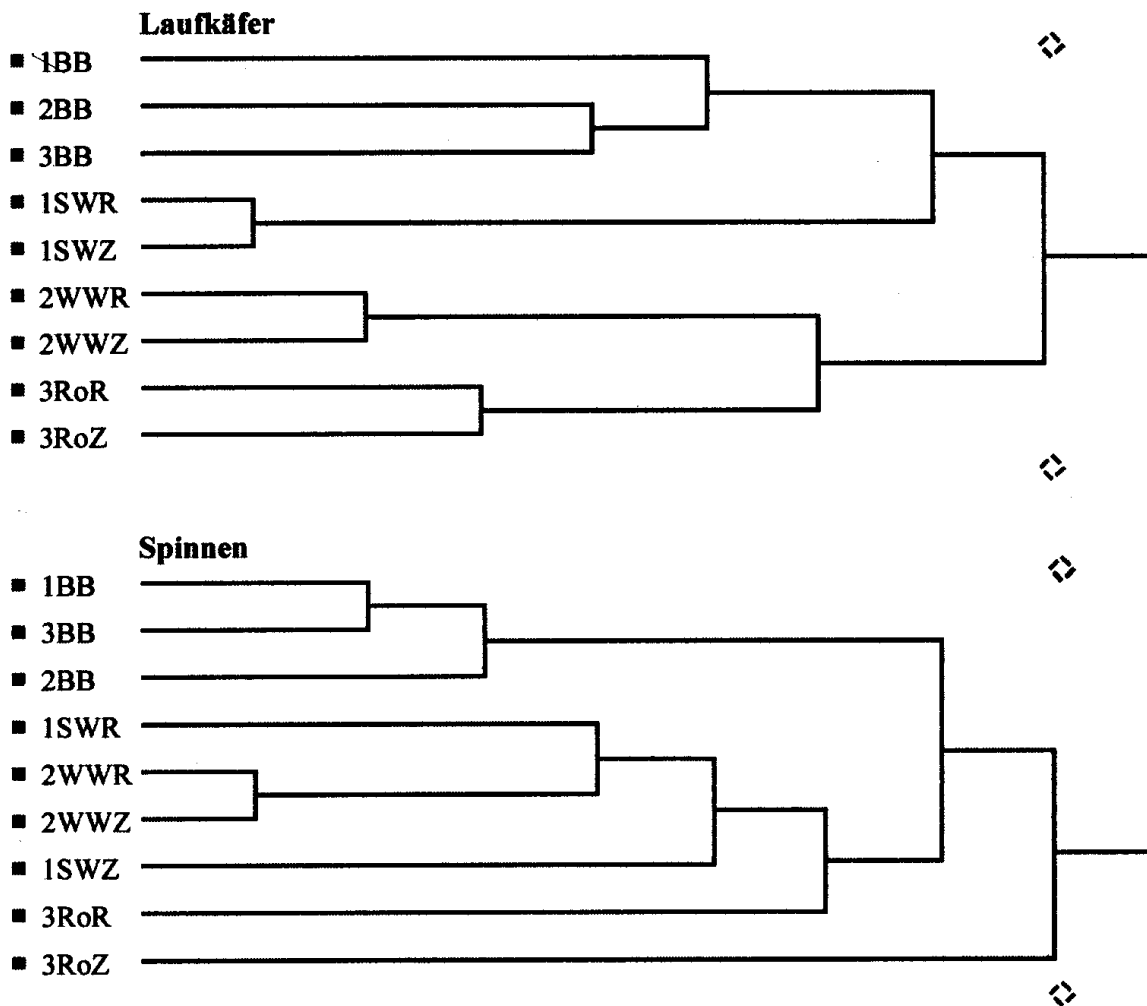 Laufkäfer
1BB
2BB
3BB
1SWR
1SWZ
2WWR
2WWZ
3RoR
3RoZ
Spinnen
1BB
3BB
2BB
1SWR
2WWR
2WWZ
1SWZ
3RoR
3RoZ